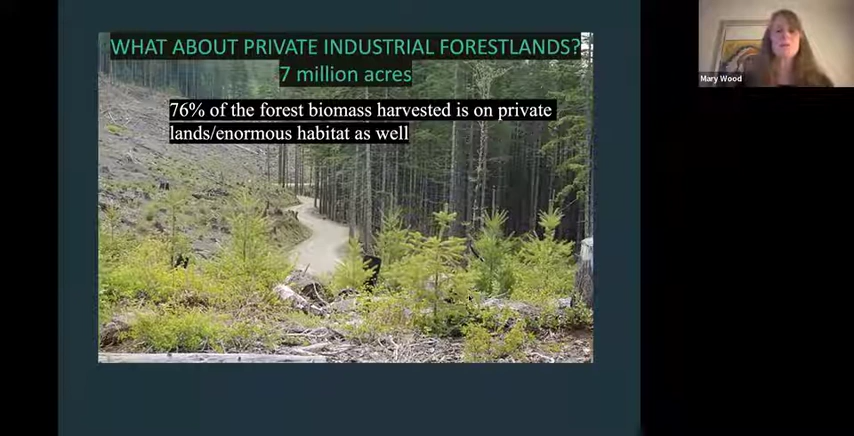 WHAT ABOUT PRIVATE INDUSTRIAL FORESTLANDS?
7 million acres
76% of the forest biomass harvested is on private
lands/enormous habitat as well
Mary Wood